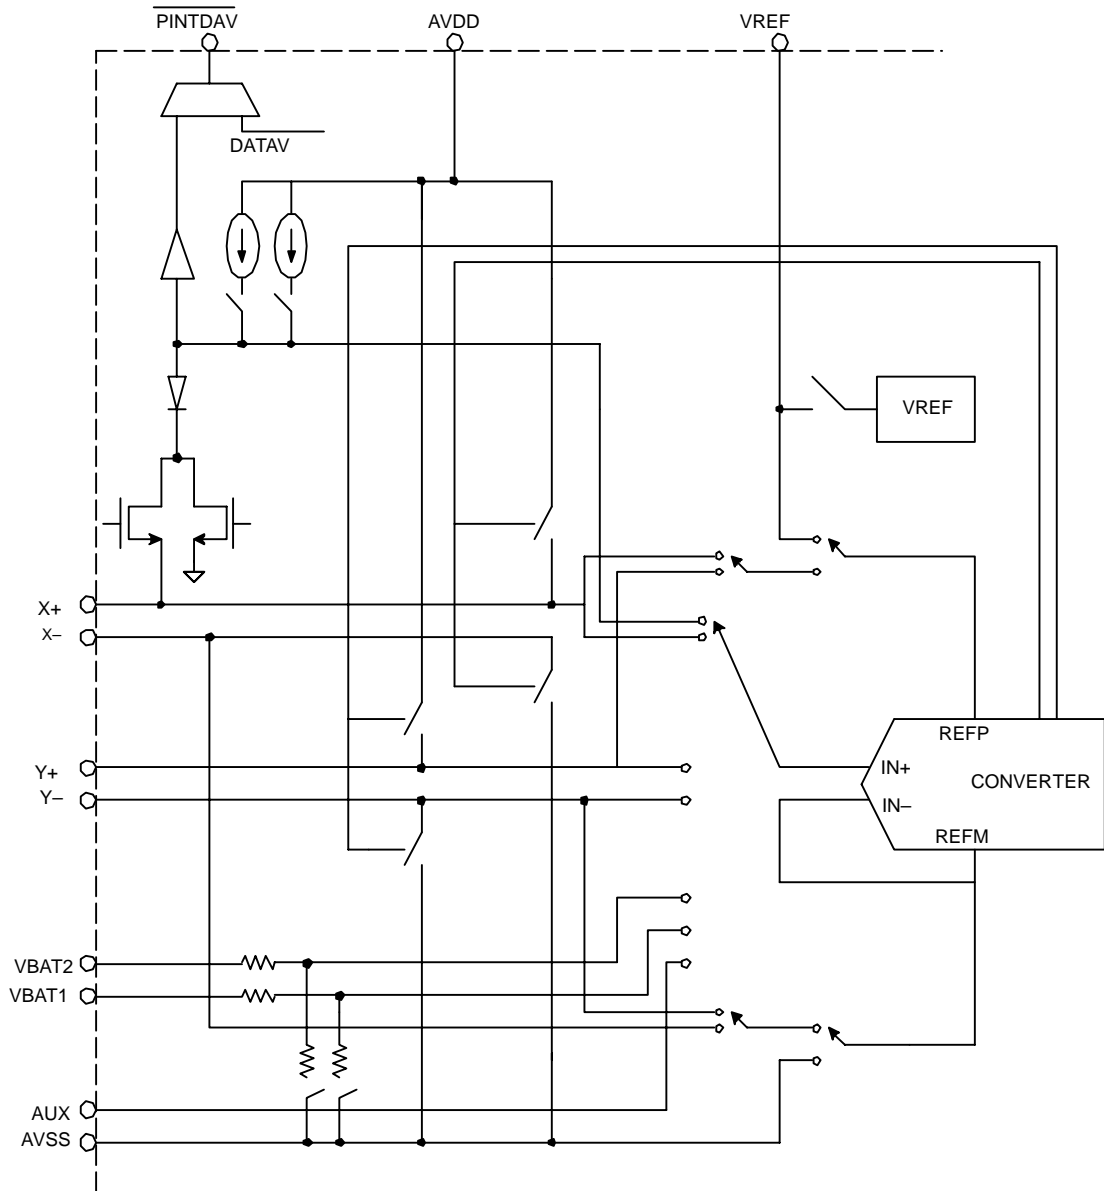 PINTDAV
AVDD
VREF
DATAV
VREF
X+
X–
REFP
Y+
IN+
CONVERTER
Y–
IN–
REFM
VBAT2
VBAT1
AUX
AVSS